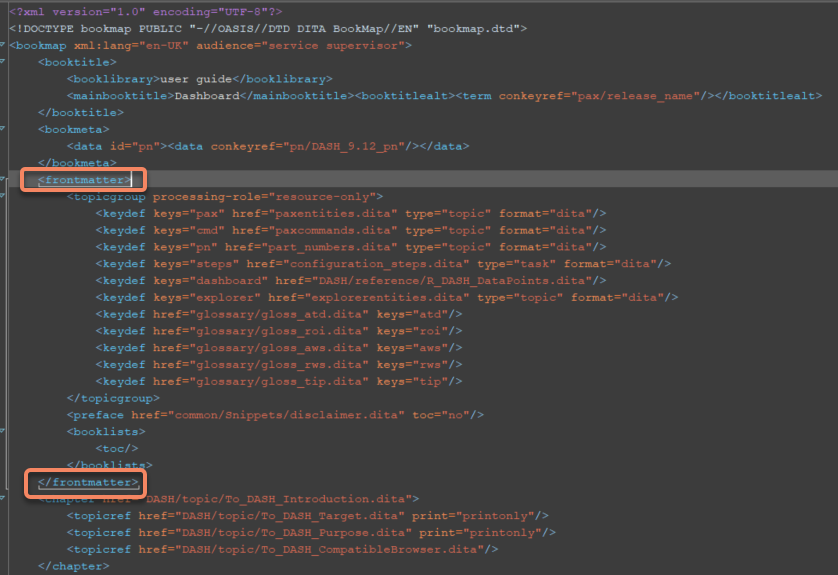 <?xml version="1.0" encoding="UTF-8"?>
<!DOCTYPE bookmap PUBLIC "-//OASIS//DTD DITA BookMap//EN" "bookmap.dtd">
<bookmap xml:lang="en-UK" audience="service supervisor">
<booktitle>
<booklibrary>user guide</booklibrary>
<mainbooktitle>Dashboard</mainbooktitle><booktitlealt><term conkeyref="pax/release_name"/></booktitlealt>
</booktitle>
<bookmeta>
<data id="pn"><data conkeyref="pn/DASH_9.12_pn"/></data>
</bookmeta>
<frontmatter>
<topicgroup processing-role="resource-only">
<keydef keys="pax" href="paxentities.dita" type="topic" format="dita"/>
<keydef keys="cmd" href="paxcommands.dita" type="topic" format="dita"/>
<keydef keys="pn" href="part_numbers.dita" type="topic" format="dita"/>
<keydef keys="steps" href="configuration_steps.dita" type="task" format="dita"/>
<keydef keys="dashboard" href="DASH/reference/R_DASH_DataPoints.dita"/>
<keydef keys="explorer" href="explorerentities.dita" type="topic" format="dita"/>
<keydef href="glossary/gloss_atd.dita" keys="atd"/>
<keydef href="glossary/gloss_roi.dita" keys="roi"/>
<keydef href="glossary/gloss_aws.dita" keys="aws"/>
<keydef href="glossary/gloss_rws.dita" keys="rws"/>
<keydef href="glossary/gloss_tip.dita" keys="tip"/>
</topicgroup>
<preface href="common/Snippets/disclaimer.dita" toc="no"/>
<booklists>
<toc/>
</booklists>
</frontmatter>
<chapter href="DASH/topic/To_DASH_Introduction.dita">
<topicref href="DASH/topic/To_DASH_Target.dita" print="printonly"/>
<topicref href="DASH/topic/To_DASH_Purpose.dita" print="printonly"/>
<topicref href="DASH/topic/To_DASH_CompatibleBrowser.dita"/>
</chapter>